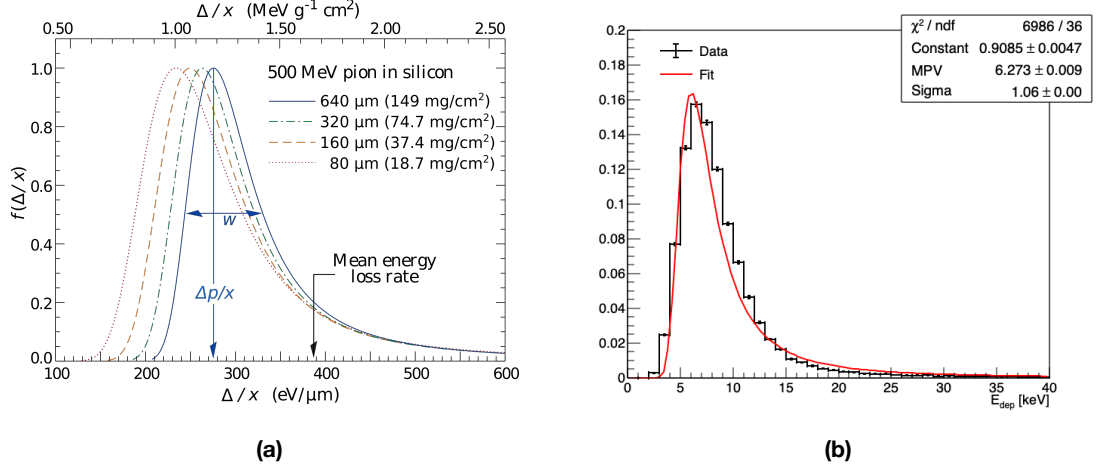 Δ / x (MeV g⁻¹ cm²)
0.50 1.00 1.50 2.00 2.50
1.0
0.8
0.6
0.4
0.2
0.0
f (Δ / x)
500 MeV pion in silicon
640 μm (149 mg/cm²)
320 μm (74.7 mg/cm²)
160 μm (37.4 mg/cm²)
80 μm (18.7 mg/cm²)
w
Δp/x
Mean energy
loss rate
100 200 300 400 500 600
Δ / x (eV/μm)
(a)
χ² / ndf 6986 / 36
Constant 0.9085 ± 0.0047
MPV 6.273 ± 0.009
Sigma 1.06 ± 0.00
Data
Fit
0.2
0.18
0.16
0.14
0.12
0.1
0.08
0.06
0.04
0.02
0
0 5 10 15 20 25 30 35 40
E_dep [keV]
(b)